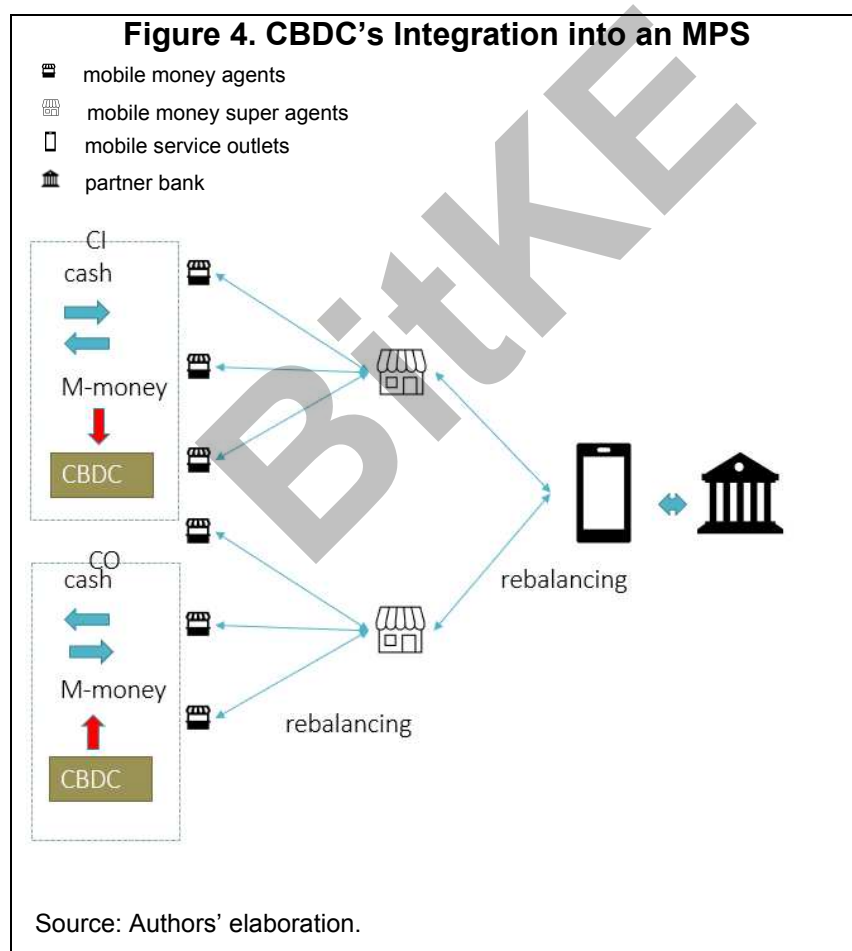 Figure 4. CBDC's Integration into an MPS
mobile money agents
mobile money super agents
mobile service outlets
partner bank
CI
cash
M-money
CBDC
CO
cash
M-money
CBDC
rebalancing
rebalancing
BitKE
Source: Authors' elaboration.